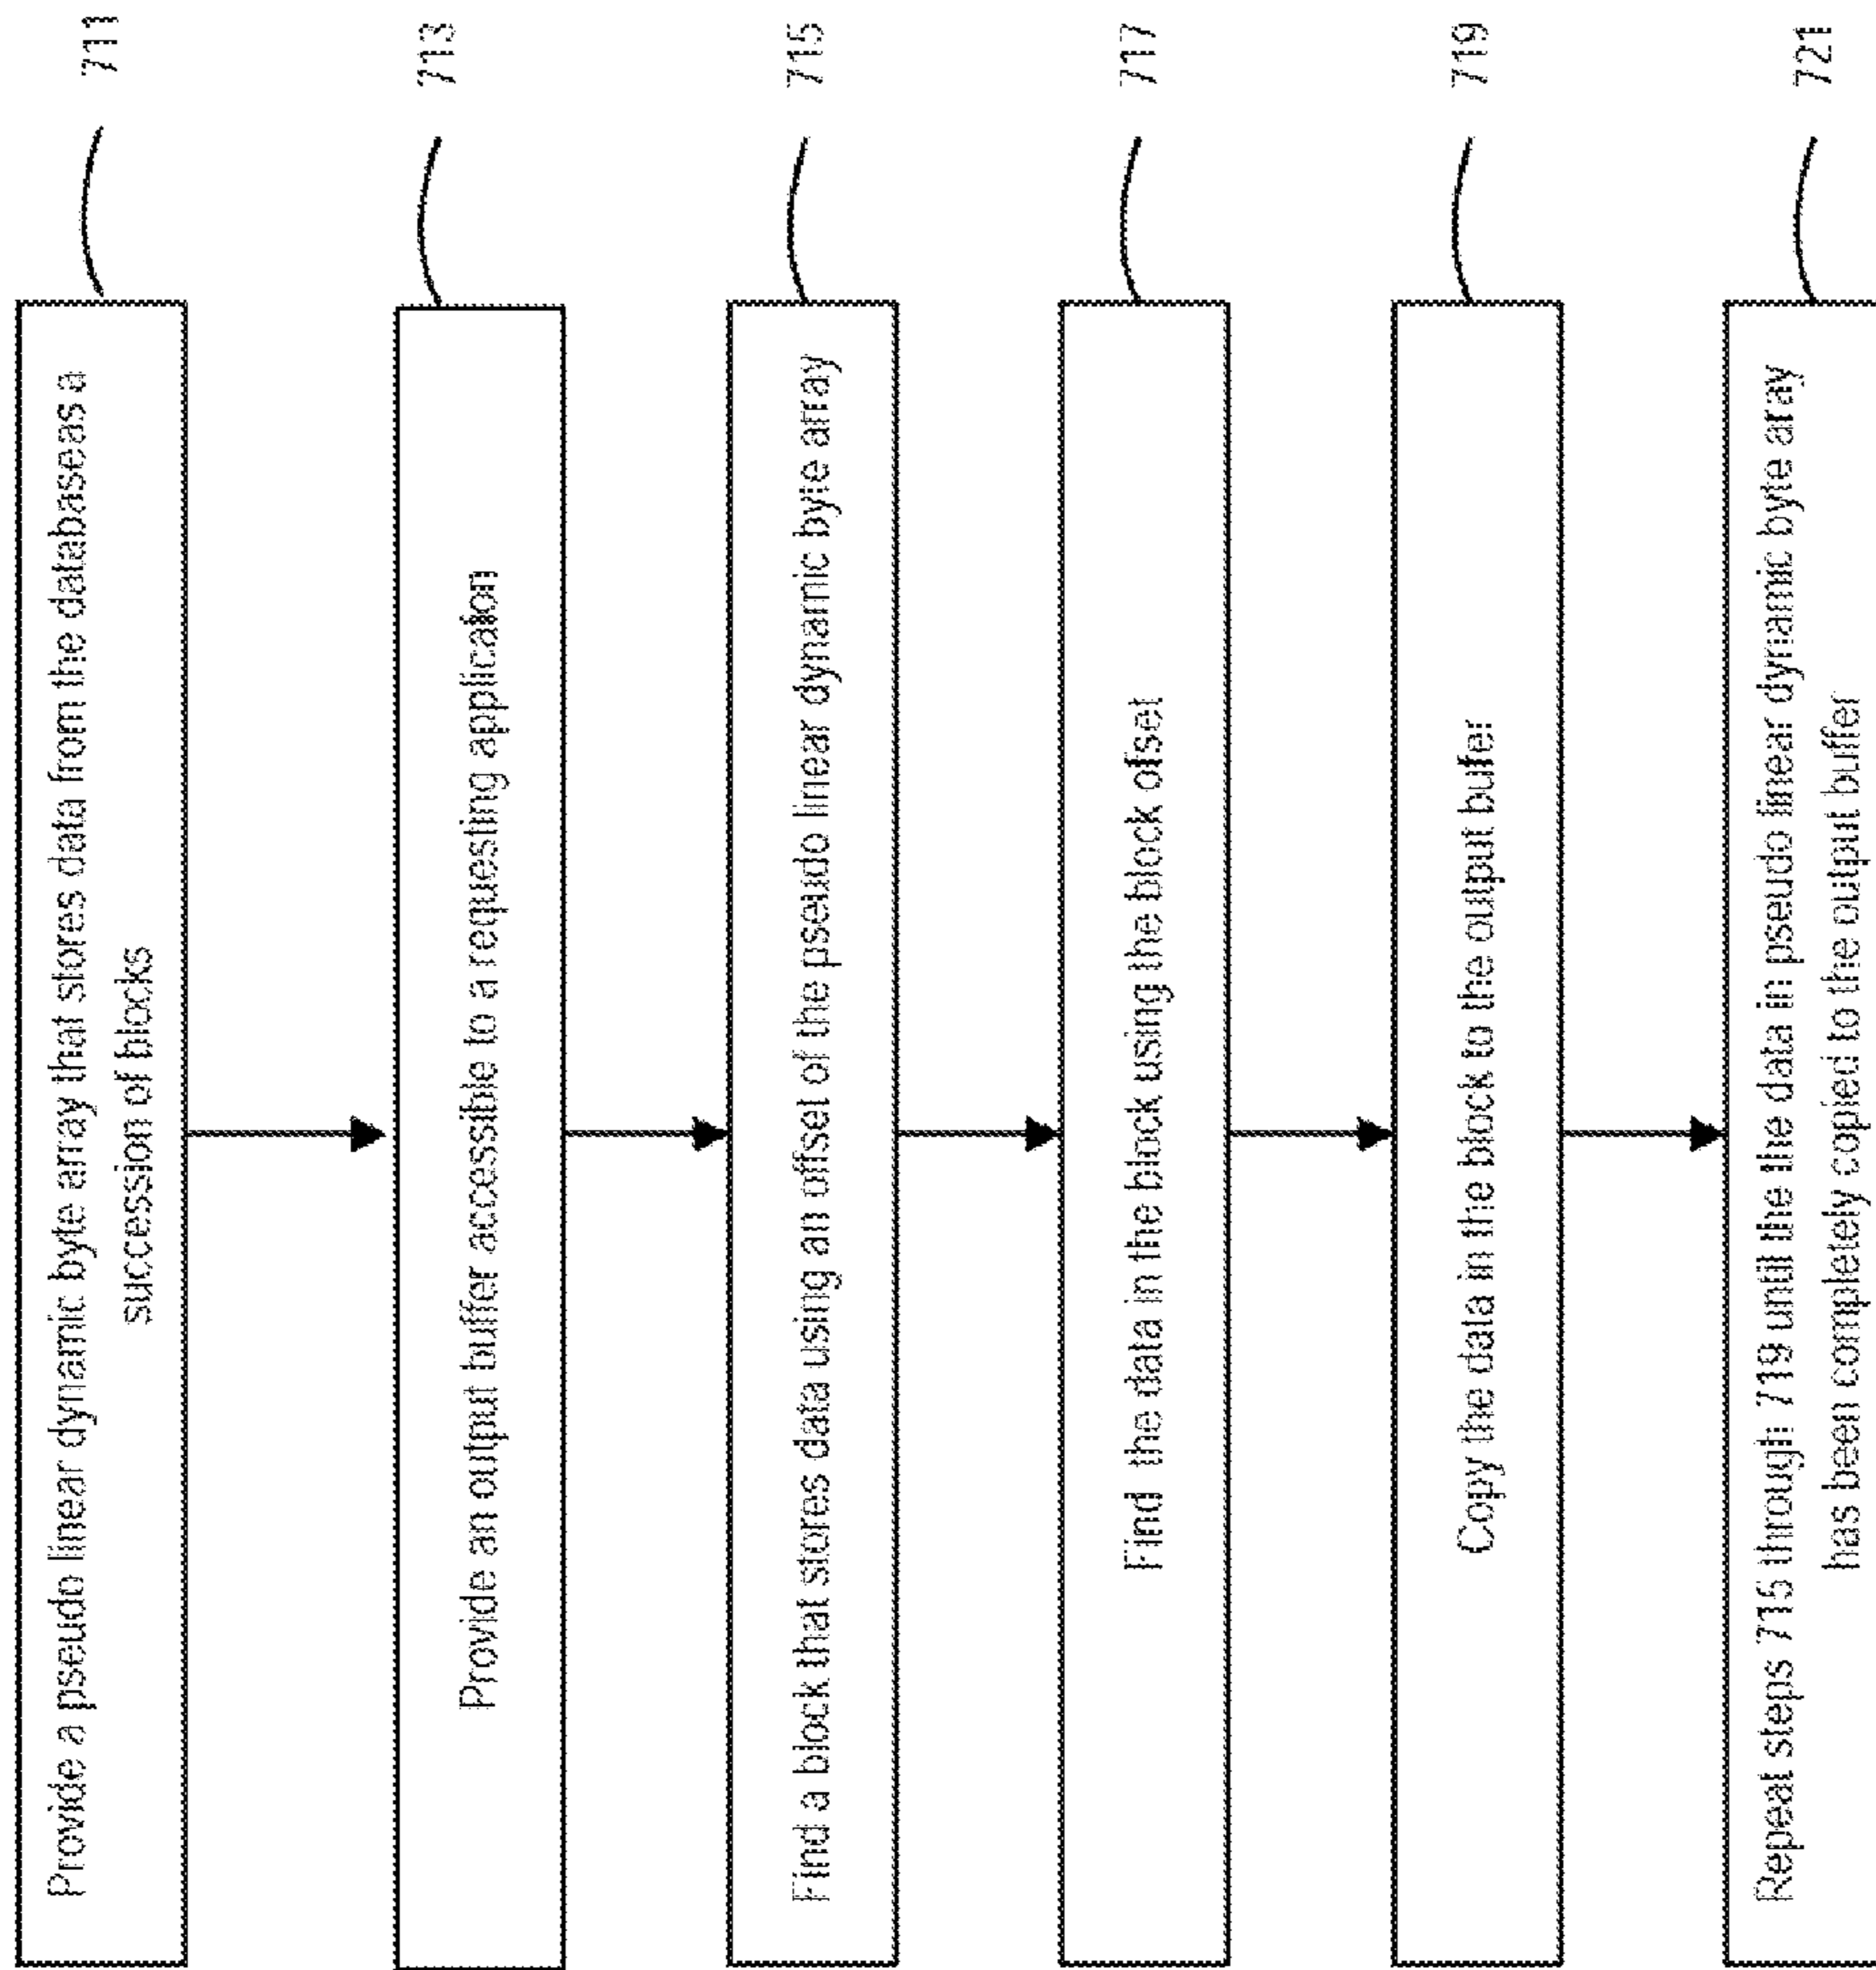 Provide a pseudo linear dynamic byte array that stores data from the databaseas a
succession of blocks
711
Provide an output buffer accessible to a requesting applicaion
713
Find a block that stores data using an offset of the pseudo linear dynamic byte array
715
Find the data in the block using the block ofset
717
Copy the data in the block to the output bufer
719
Repeat steps 715 through 719 until the the data in pseudo linear dynamic byte aray
has been completely copied to the output buffer
721